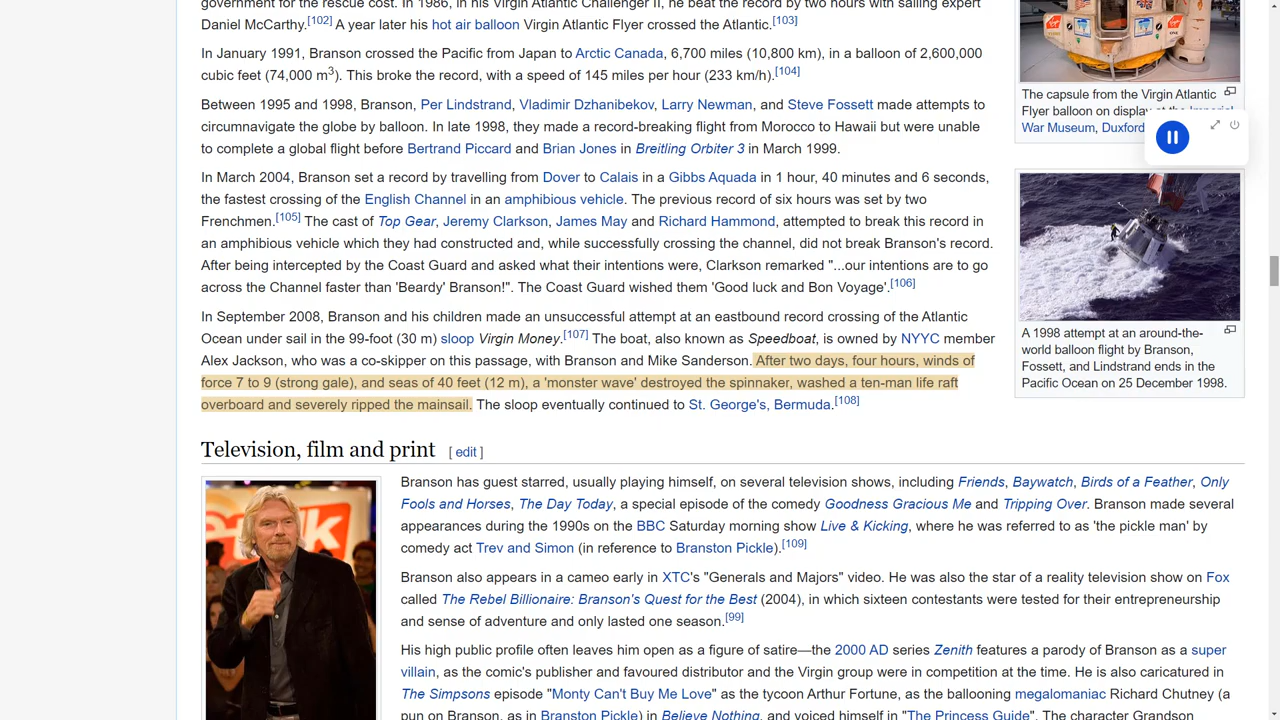 government for the rescue cost. In 1986, in his Virgin Atlantic Challenger II, he beat the record by two hours with sailing expert
Daniel McCarthy.[102] A year later his hot air balloon Virgin Atlantic Flyer crossed the Atlantic.[103]
In January 1991, Branson crossed the Pacific from Japan to Arctic Canada, 6,700 miles (10,800 km), in a balloon of 2,600,000
cubic feet (74,000 m3). This broke the record, with a speed of 145 miles per hour (233 km/h).[104]
Between 1995 and 1998, Branson, Per Lindstrand, Vladimir Dzhanibekov, Larry Newman, and Steve Fossett made attempts to
circumnavigate the globe by balloon. In late 1998, they made a record-breaking flight from Morocco to Hawaii but were unable
to complete a global flight before Bertrand Piccard and Brian Jones in Breitling Orbiter 3 in March 1999.
In March 2004, Branson set a record by travelling from Dover to Calais in a Gibbs Aquada in 1 hour, 40 minutes and 6 seconds,
the fastest crossing of the English Channel in an amphibious vehicle. The previous record of six hours was set by two
Frenchmen.[105] The cast of Top Gear, Jeremy Clarkson, James May and Richard Hammond, attempted to break this record in
an amphibious vehicle which they had constructed and, while successfully crossing the channel, did not break Branson's record.
After being intercepted by the Coast Guard and asked what their intentions were, Clarkson remarked "...our intentions are to go
across the Channel faster than 'Beardy' Branson!". The Coast Guard wished them 'Good luck and Bon Voyage'.[106]
In September 2008, Branson and his children made an unsuccessful attempt at an eastbound record crossing of the Atlantic
Ocean under sail in the 99-foot (30 m) sloop Virgin Money.[107] The boat, also known as Speedboat, is owned by NYYC member
Alex Jackson, who was a co-skipper on this passage, with Branson and Mike Sanderson. After two days, four hours, winds of
force 7 to 9 (strong gale), and seas of 40 feet (12 m), a 'monster wave' destroyed the spinnaker, washed a ten-man life raft
overboard and severely ripped the mainsail. The sloop eventually continued to St. George's, Bermuda.[108]
The capsule from the Virgin Atlantic
Flyer balloon on display at the Imperial
War Museum, Duxford
A 1998 attempt at an around-the-
world balloon flight by Branson,
Fossett, and Lindstrand ends in the
Pacific Ocean on 25 December 1998.
Television, film and print [ edit ]
Branson has guest starred, usually playing himself, on several television shows, including Friends, Baywatch, Birds of a Feather, Only
Fools and Horses, The Day Today, a special episode of the comedy Goodness Gracious Me and Tripping Over. Branson made several
appearances during the 1990s on the BBC Saturday morning show Live & Kicking, where he was referred to as 'the pickle man' by
comedy act Trev and Simon (in reference to Branston Pickle).[109]
Branson also appears in a cameo early in XTC's "Generals and Majors" video. He was also the star of a reality television show on Fox
called The Rebel Billionaire: Branson's Quest for the Best (2004), in which sixteen contestants were tested for their entrepreneurship
and sense of adventure and only lasted one season.[99]
His high public profile often leaves him open as a figure of satire—the 2000 AD series Zenith features a parody of Branson as a super
villain, as the comic's publisher and favoured distributor and the Virgin group were in competition at the time. He is also caricatured in
The Simpsons episode "Monty Can't Buy Me Love" as the tycoon Arthur Fortune, as the ballooning megalomaniac Richard Chutney (a
pun on Branson, as in Branston Pickle) in Believe Nothing, and voiced himself in "The Princess Guide". The character Grandson